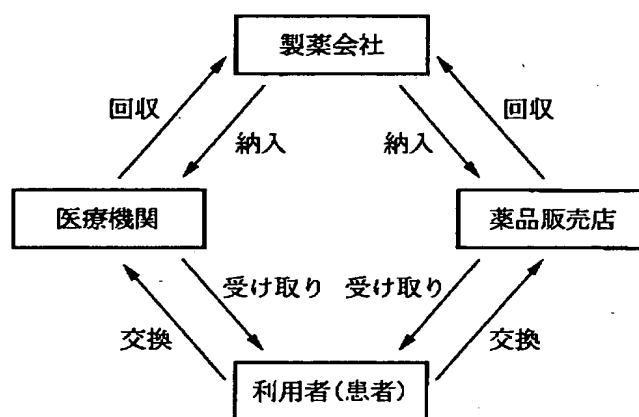 製薬会社
回収
回収
納入
納入
医療機関
薬品販売店
受け取り
受け取り
交換
交換
利用者(患者)